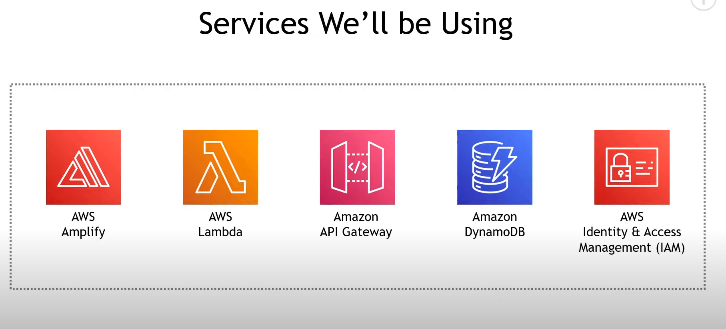 Services We'll be Using
AWS
Amplify
AWS
Lambda
Amazon
API Gateway
Amazon
DynamoDB
AWS
Identity & Access
Management (IAM)